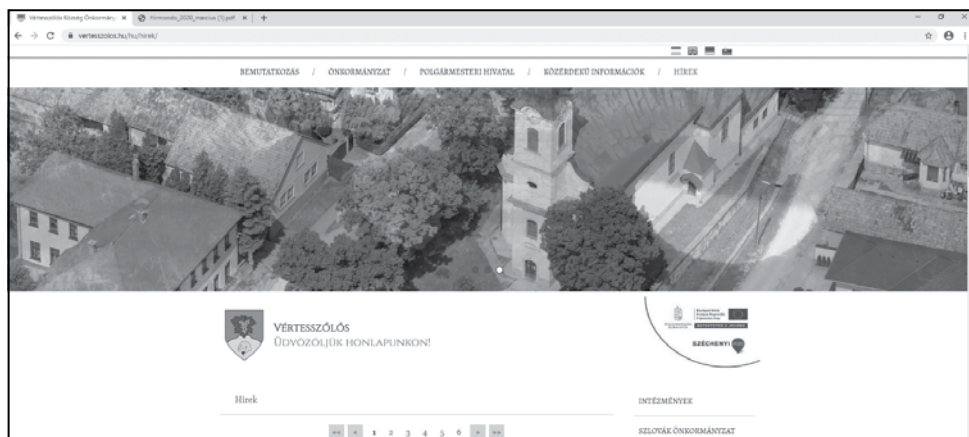 Vértesszőlős Község Önkormány
Hírmondó_2020_március (1).pdf
vertesszolos.hu/hu/hirek/
BEMUTATKOZÁS / ÖNKORMÁNYZAT / POLGÁRMESTERI HIVATAL / KÖZÉRDEKŰ INFORMÁCIÓK / HÍREK
VÉRTESSZŐLŐS
ÜDVÖZÖLJÜK HONLAPUNKON!
SZÉCHENYI
Hírek
INTÉZMÉNYEK
<< < 1 2 3 4 5 6 > >>
SZLOVÁK ÖNKORMÁNYZAT